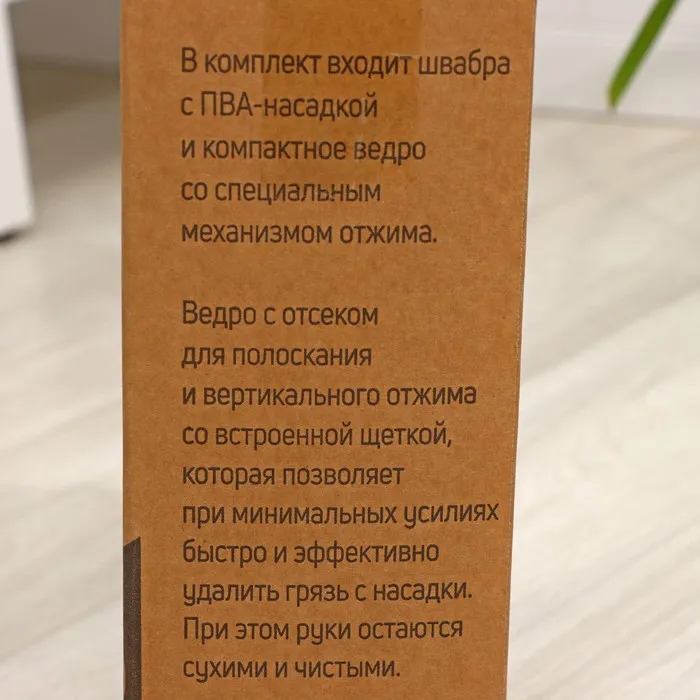 В комплект входит швабра
с ПВА-насадкой
и компактное ведро
со специальным
механизмом отжима.
Ведро с отсеком
для полоскания
и вертикального отжима
со встроенной щеткой,
которая позволяет
при минимальных усилиях
быстро и эффективно
удалить грязь с насадки.
При этом руки остаются
сухими и чистыми.